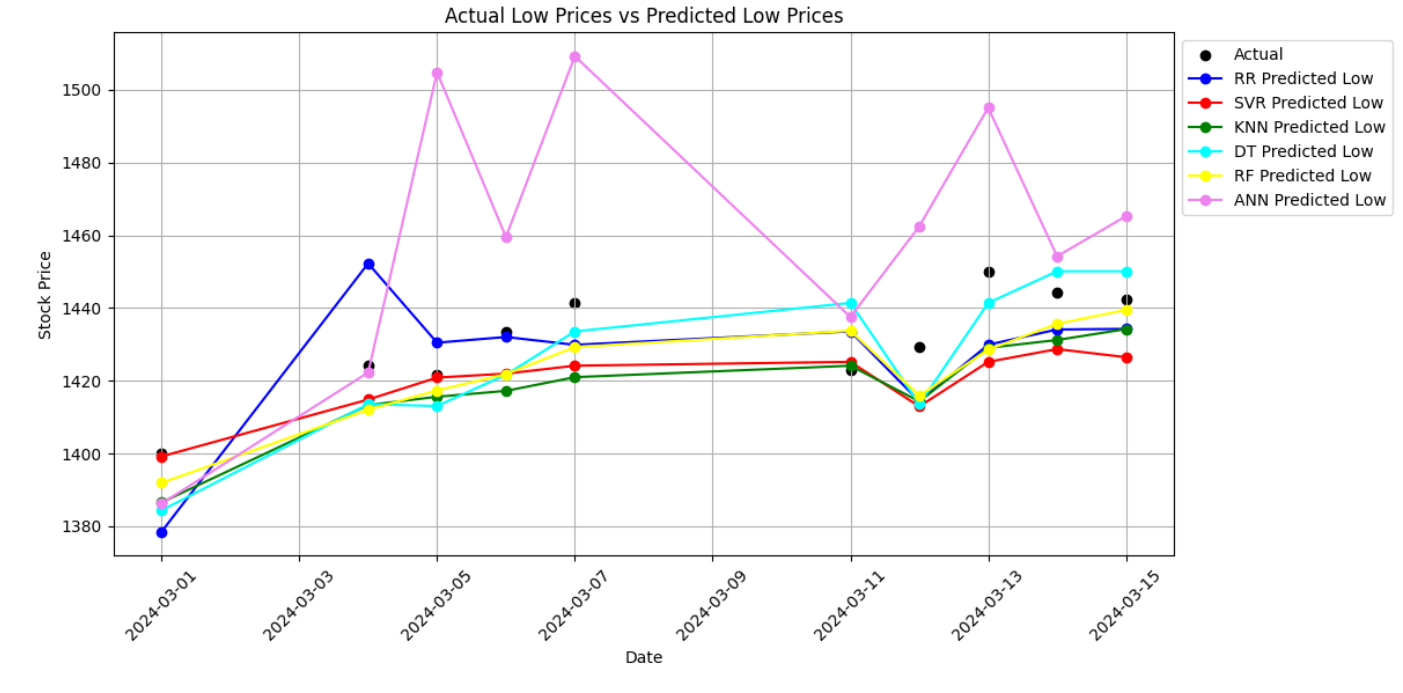 Actual Low Prices vs Predicted Low Prices
Stock Price
1500
1480
1460
1440
1420
1400
1380
2024-03-01
2024-03-03
2024-03-05
2024-03-07
2024-03-09
2024-03-11
2024-03-13
2024-03-15
Date
Actual
RR Predicted Low
SVR Predicted Low
KNN Predicted Low
DT Predicted Low
RF Predicted Low
ANN Predicted Low